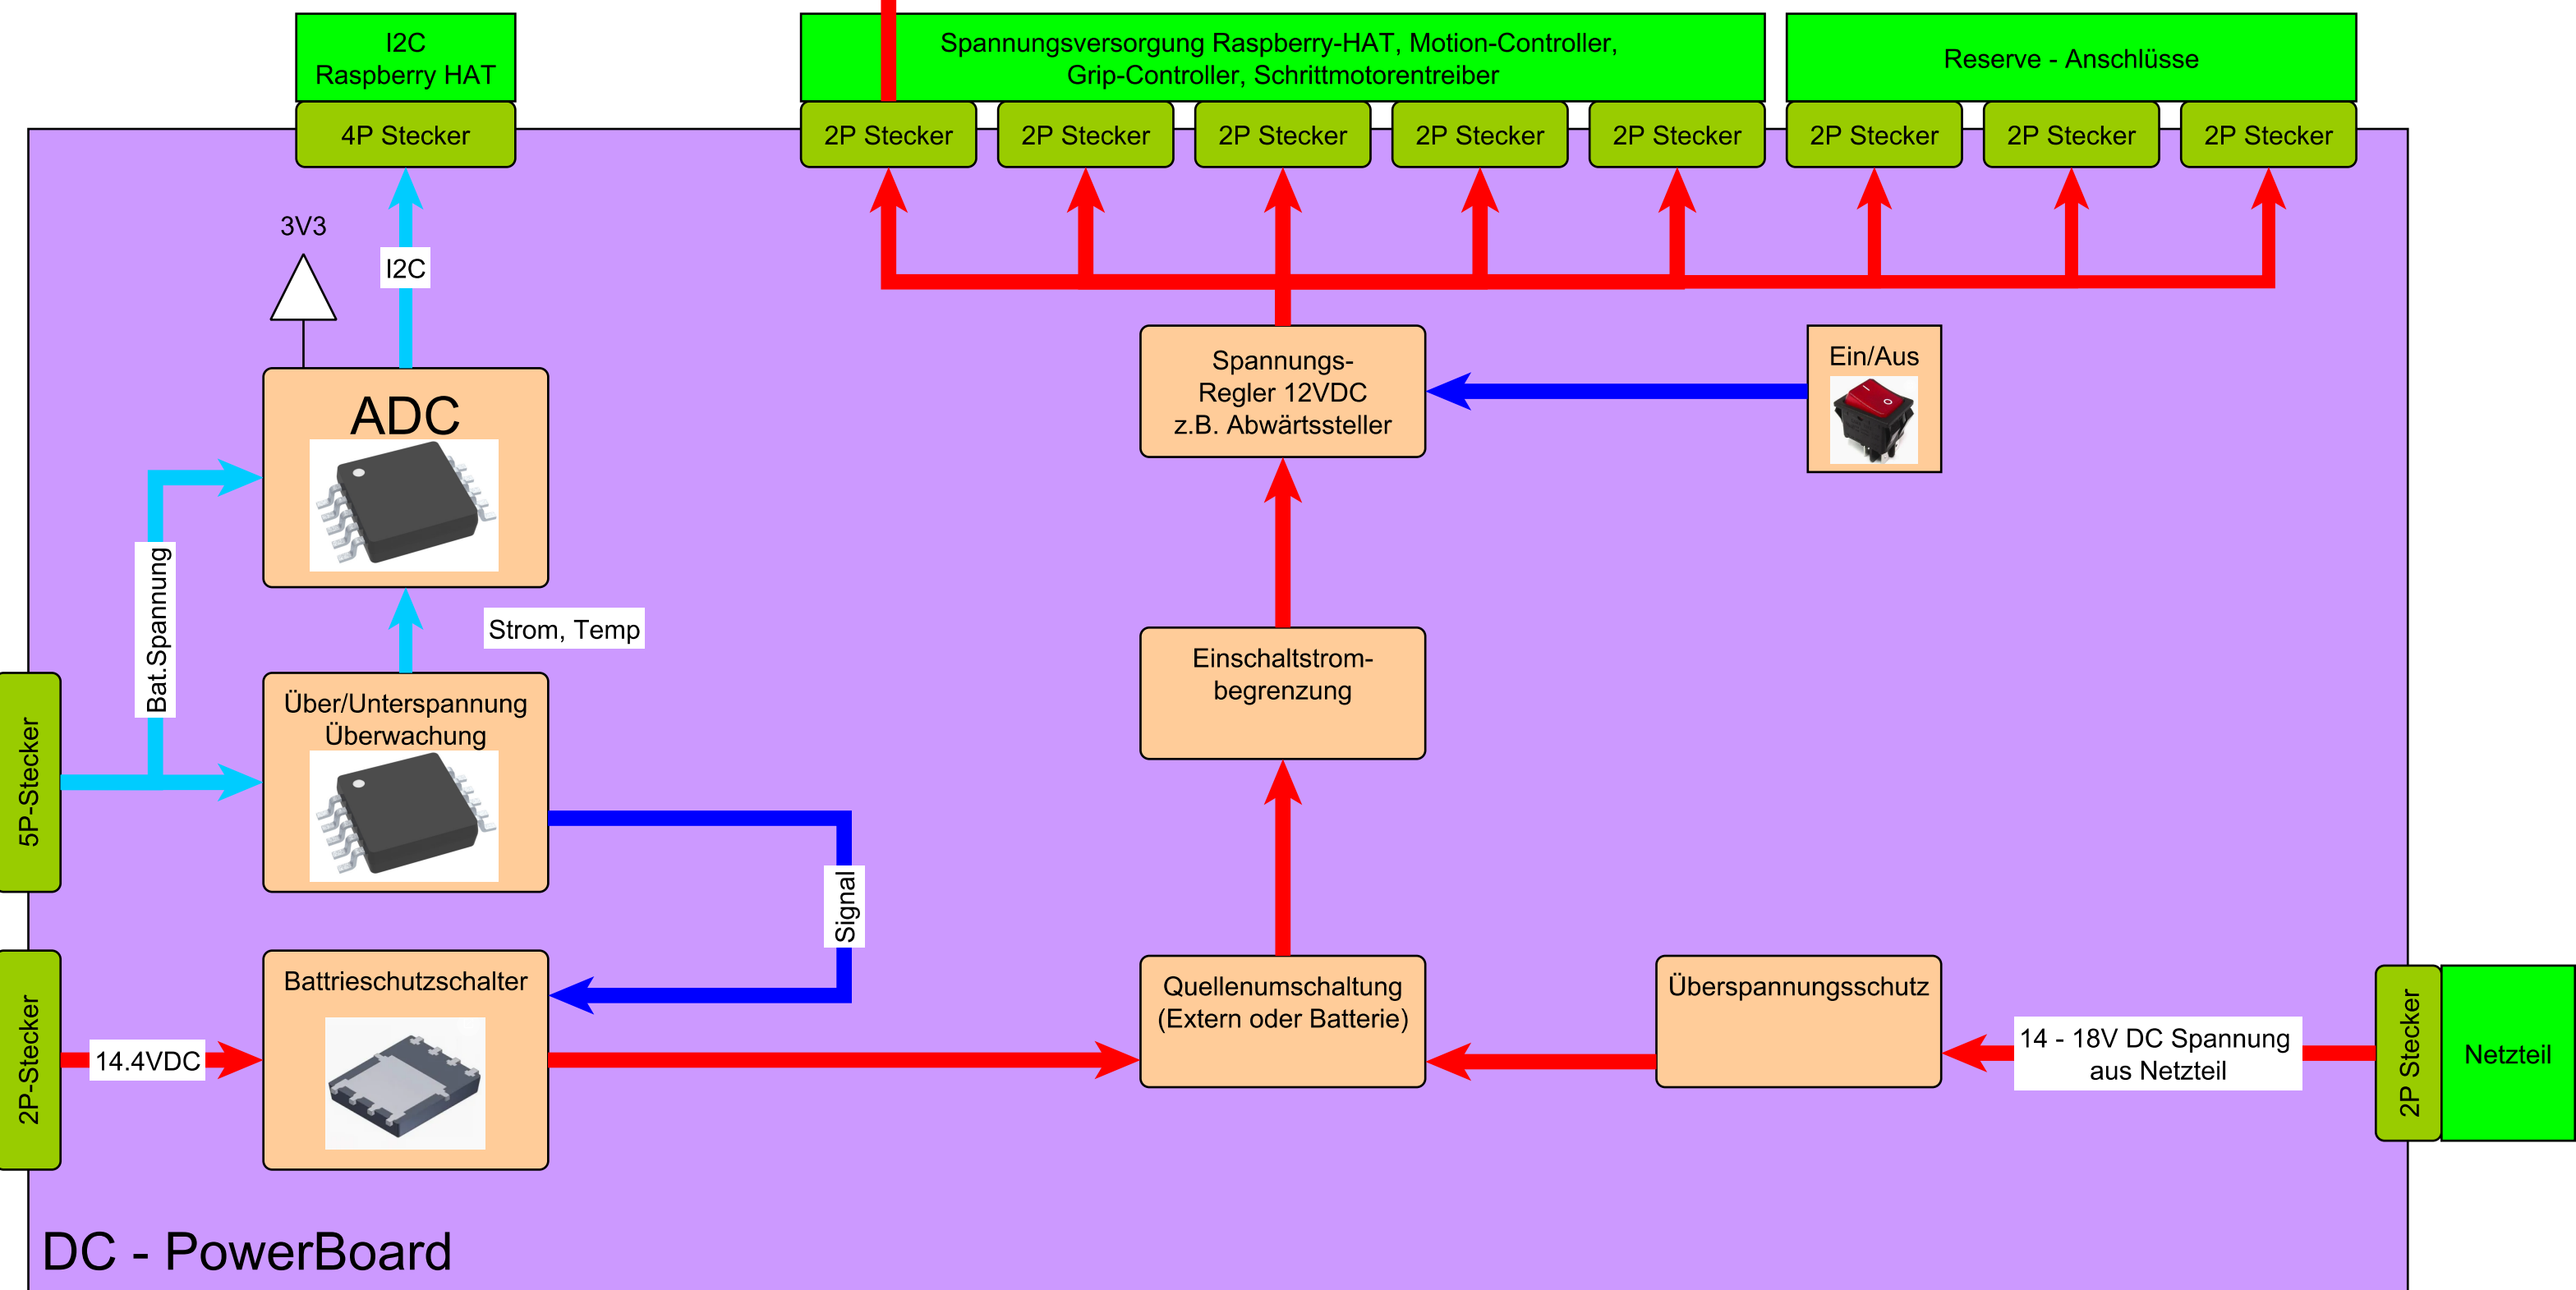 I2C
Raspberry HAT
Spannungsversorgung Raspberry-HAT, Motion-Controller,
Grip-Controller, Schrittmotorentreiber
Reserve - Anschlüsse
4P Stecker
2P Stecker
2P Stecker
2P Stecker
2P Stecker
2P Stecker
2P Stecker
2P Stecker
2P Stecker
3V3
I2C
ADC
Spannungs-
Regler 12VDC
z.B. Abwärtssteller
Ein/Aus
Bat.Spannung
Strom, Temp
Einschaltstrom-
begrenzung
5P-Stecker
Über/Unterspannung
Überwachung
Signal
2P-Stecker
14.4VDC
Battrieschutzschalter
Quellenumschaltung
(Extern oder Batterie)
Überspannungsschutz
14 - 18V DC Spannung
aus Netzteil
2P Stecker
Netzteil
DC - PowerBoard